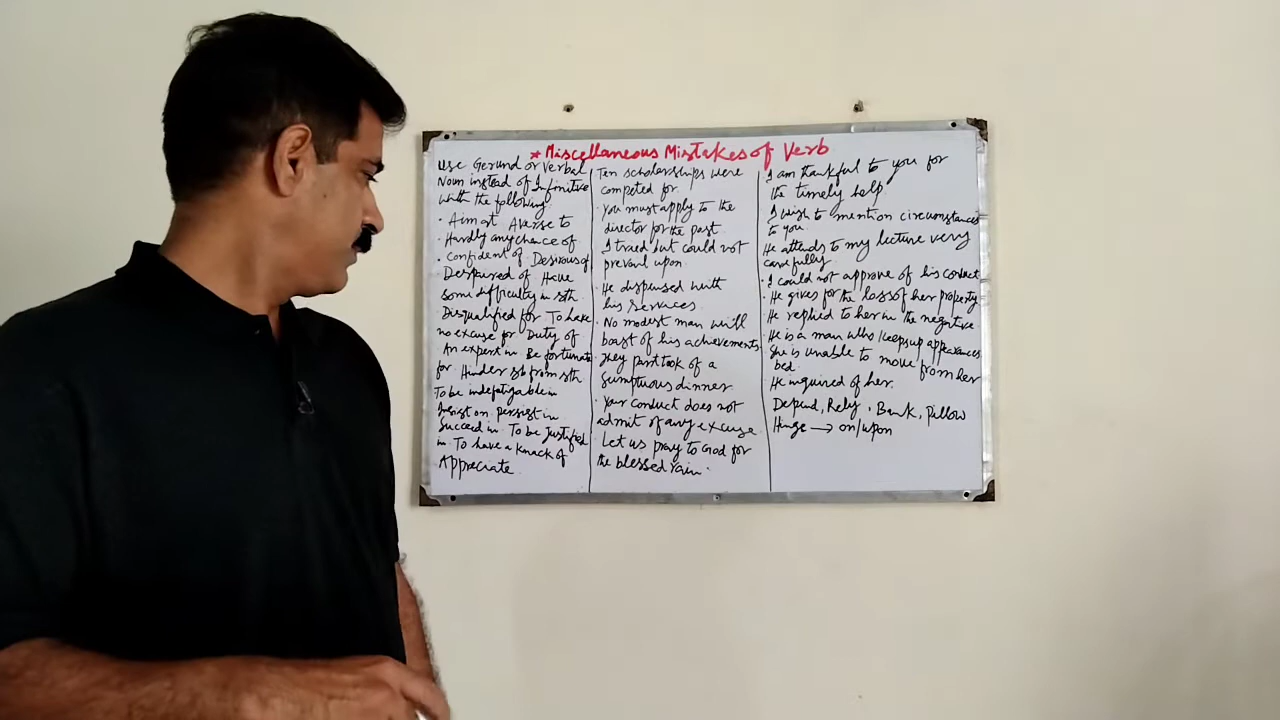 * Miscellaneous Mistakes of Verb
Use Gerund or Verbal
Noun instead of Infinitive
With the following
· Aim at Averse to
· Hardly any chance of
· Confident of Desirous of
Despaired of Have
some difficulty in sth.
Disqualified for To have
no excuse for Duty of
An expert in Be fortunate
for. Hinder sb from sth
To be indefatigable in
Insist on. persist in
Succeed in. To be Justified
in. To have a knack of
Appreciate
Ten scholarships were
competed for.
· You must apply to the
director for the post
I tried but could not
prevail upon.
· He dispensed with
his services.
· No modest man will
boast of his achievements
They partook of a
Sumptuous dinner
· Your conduct does not
admit of any excuse.
Let us pray to God for
the blessed rain.
I am thankful to you for
the timely help
· I wish to mention circumstances
to you.
He attends to my lecture very
carefully.
· I could not approve of his conduct
· He gives for the loss of her property
He replied to her in the negative
He is a man who keeps up appearances
She is unable to move from her
bed.
He inquired of her.
Depend, Rely, Bank, Pillow
Hinge → on/upon